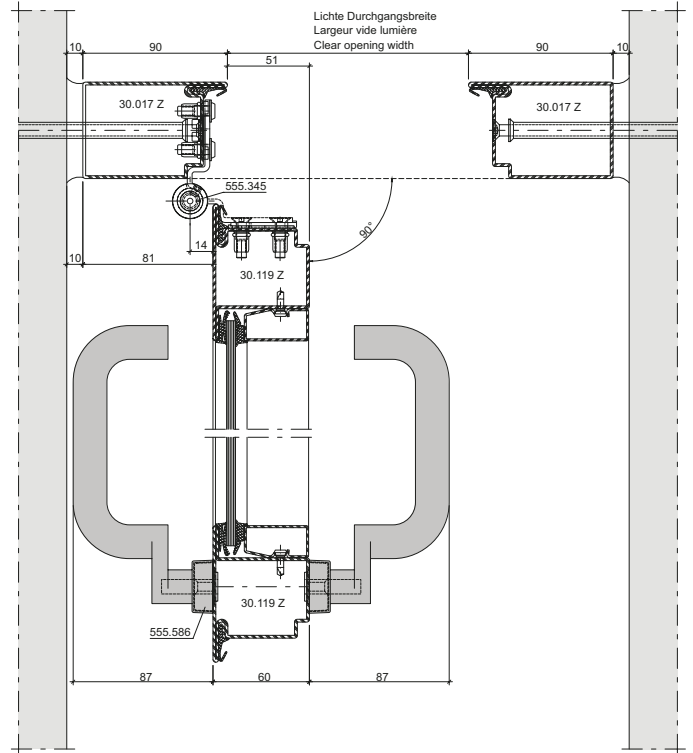 Lichte Durchgangsbreite
Largeur vide lumière
Clear opening width
10
90
90
10
51
30.017 Z
30.017 Z
555.345
90°
14
10
81
30.119 Z
30.119 Z
555.586
87
60
87